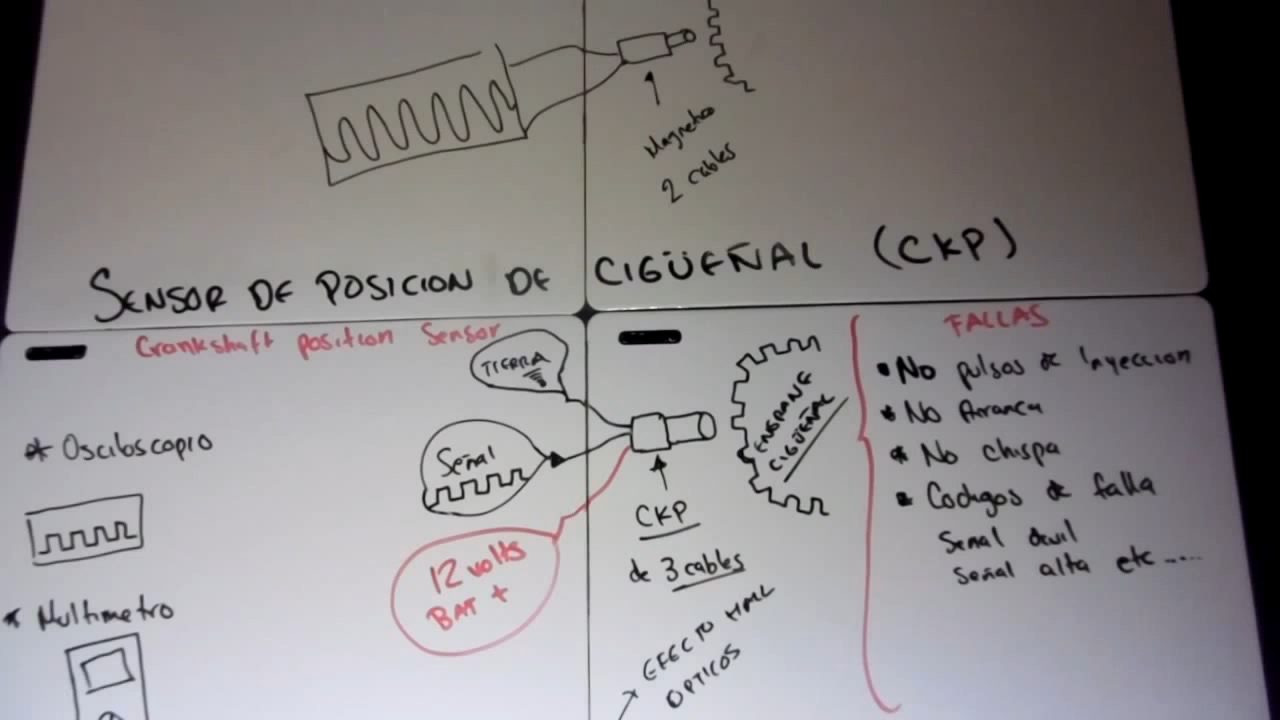 Magnetico
2 cables
SENSOR DE POSICION DE CIGÜEÑAL (CKP)
Crankshaft position Sensor
TIERRA
* Osciloscopio
Señal
12 volts
BAT +
* Multimetro
CKP
de 3 cables
EFECTO HALL
OPTICOS
ENGRANE
CIGÜEÑAL
FALLAS
• No pulsos de Inyeccion
• No Arranca
* No chispa
• Codigos de falla
Señal devil
Señal alta etc.....